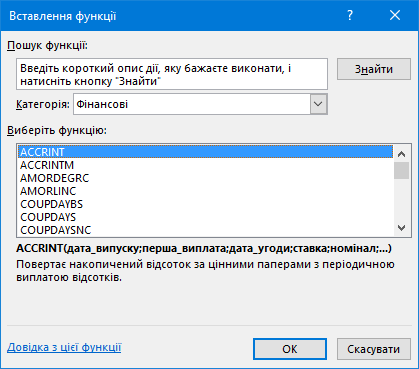 Вставлення функції ? ×
Пошук функції:
Введіть короткий опис дії, яку бажаєте виконати, і
натисніть кнопку "Знайти"
Знайти
Категорія: Фінансові
Виберіть функцію:
ACCRINT
ACCRINTM
AMORDEGRC
AMORLINC
COUPDAYBS
COUPDAYS
COUPDAYSNC
ACCRINT(дата_випуску;перша_виплата;дата_угоди;ставка;номінал;...)
Повертає накопичений відсоток за цінними паперами з періодичною
виплатою відсотків.
Довідка з цієї функції
ОК
Скасувати